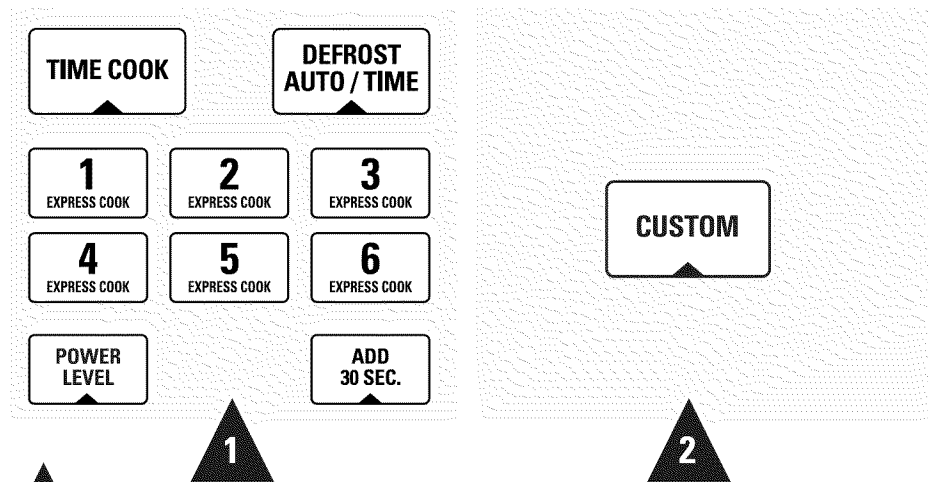 TIME COOK
DEFROST
AUTO / TIME
1
EXPRESS COOK
2
EXPRESS COOK
3
EXPRESS COOK
4
EXPRESS COOK
5
EXPRESS COOK
6
EXPRESS COOK
POWER
LEVEL
ADD
30 SEC.
1
CUSTOM
2